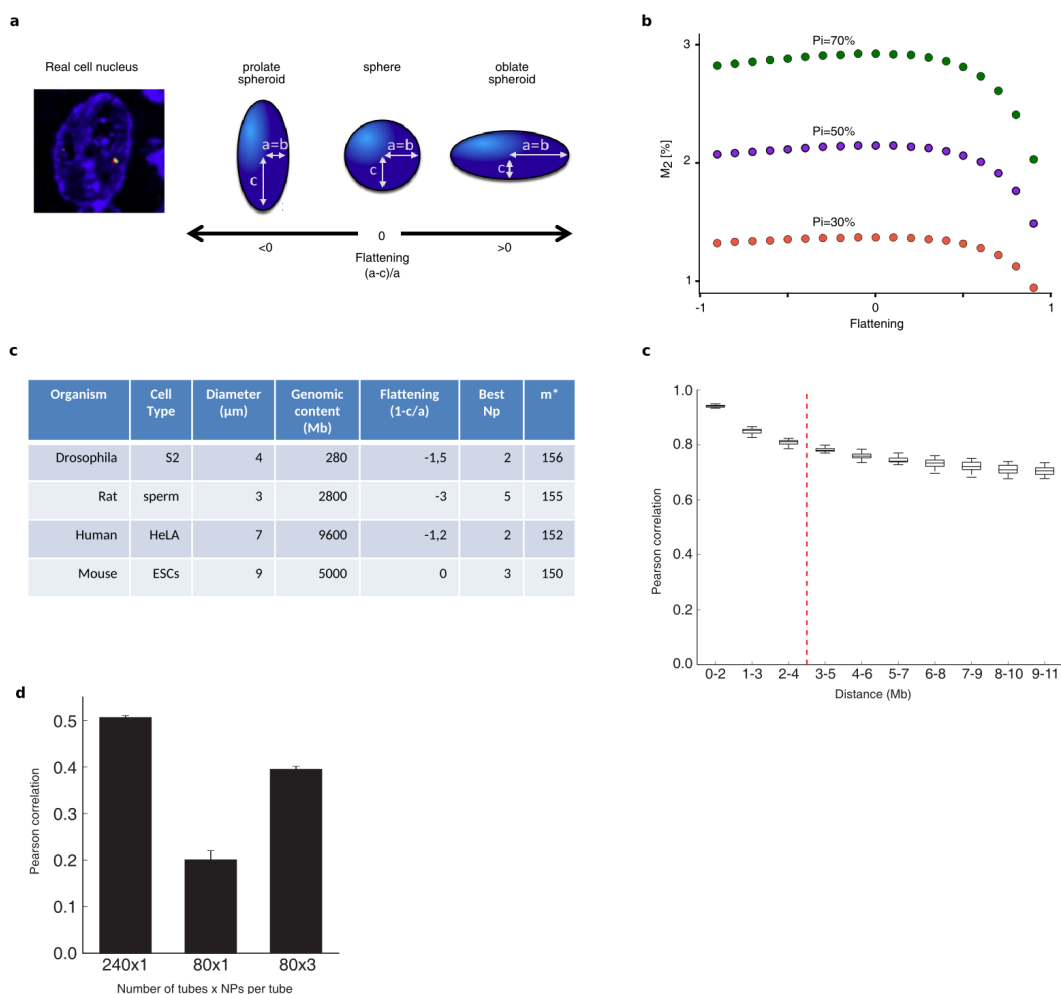 a
Real cell nucleus
prolate
spheroid
sphere
oblate
spheroid
a=b
c
a=b
c
a=b
c
<0
0
>0
Flattening
(a-c)/a
b
Pi=70%
Pi=50%
Pi=30%
3
2
1
M2 [%]
-1
0
1
Flattening
c
Organism Cell Type Diameter (μm) Genomic content (Mb) Flattening (1-c/a) Best Np m*
Drosophila S2 4 280 -1,5 2 156
Rat sperm 3 2800 -3 5 155
Human HeLA 7 9600 -1,2 2 152
Mouse ESCs 9 5000 0 3 150
c
1.0
0.8
0.6
0.4
0.2
0.0
Pearson correlation
0-2 1-3 2-4 3-5 4-6 5-7 6-8 7-9 8-10 9-11
Distance (Mb)
d
0.5
0.4
0.3
0.2
0.1
0.0
Pearson correlation
240x1 80x1 80x3
Number of tubes x NPs per tube